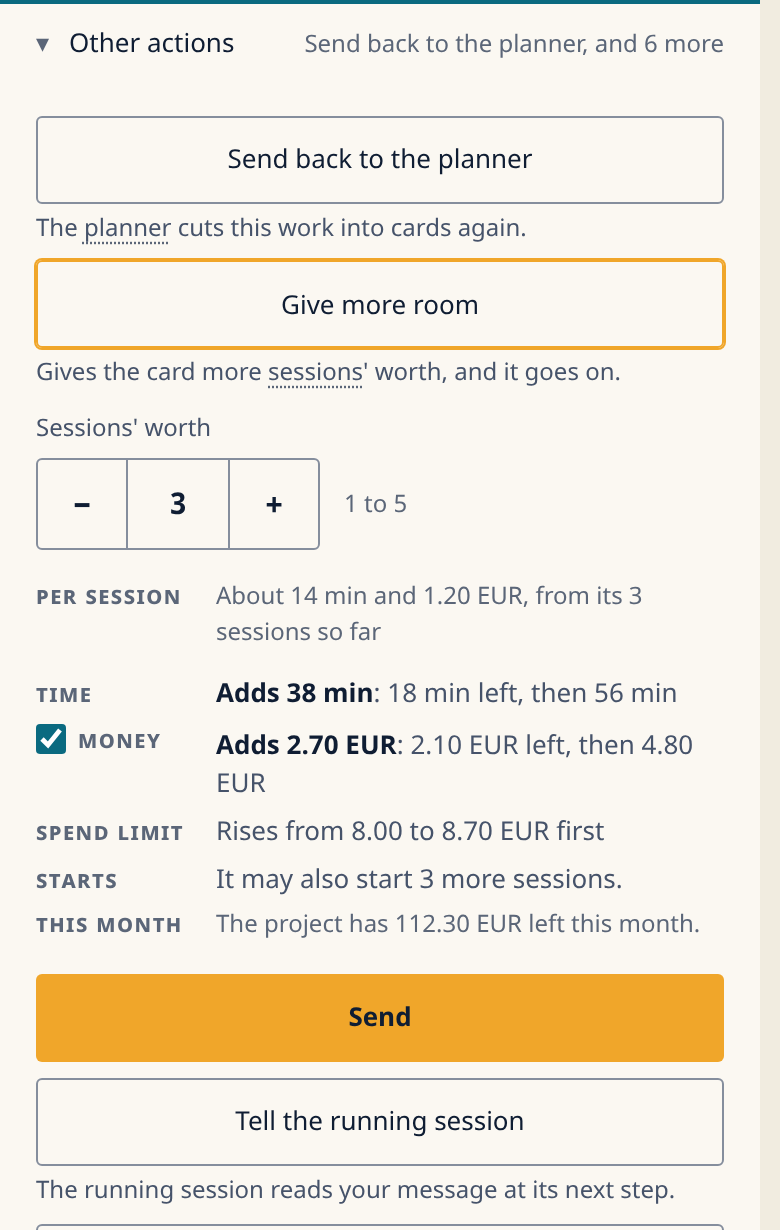 ▼ Other actions Send back to the planner, and 6 more
Send back to the planner
The planner cuts this work into cards again.
Give more room
Gives the card more sessions' worth, and it goes on.
Sessions' worth
− 3 + 1 to 5
PER SESSION About 14 min and 1.20 EUR, from its 3
sessions so far
TIME Adds 38 min: 18 min left, then 56 min
MONEY Adds 2.70 EUR: 2.10 EUR left, then 4.80
EUR
SPEND LIMIT Rises from 8.00 to 8.70 EUR first
STARTS It may also start 3 more sessions.
THIS MONTH The project has 112.30 EUR left this month.
Send
Tell the running session
The running session reads your message at its next step.